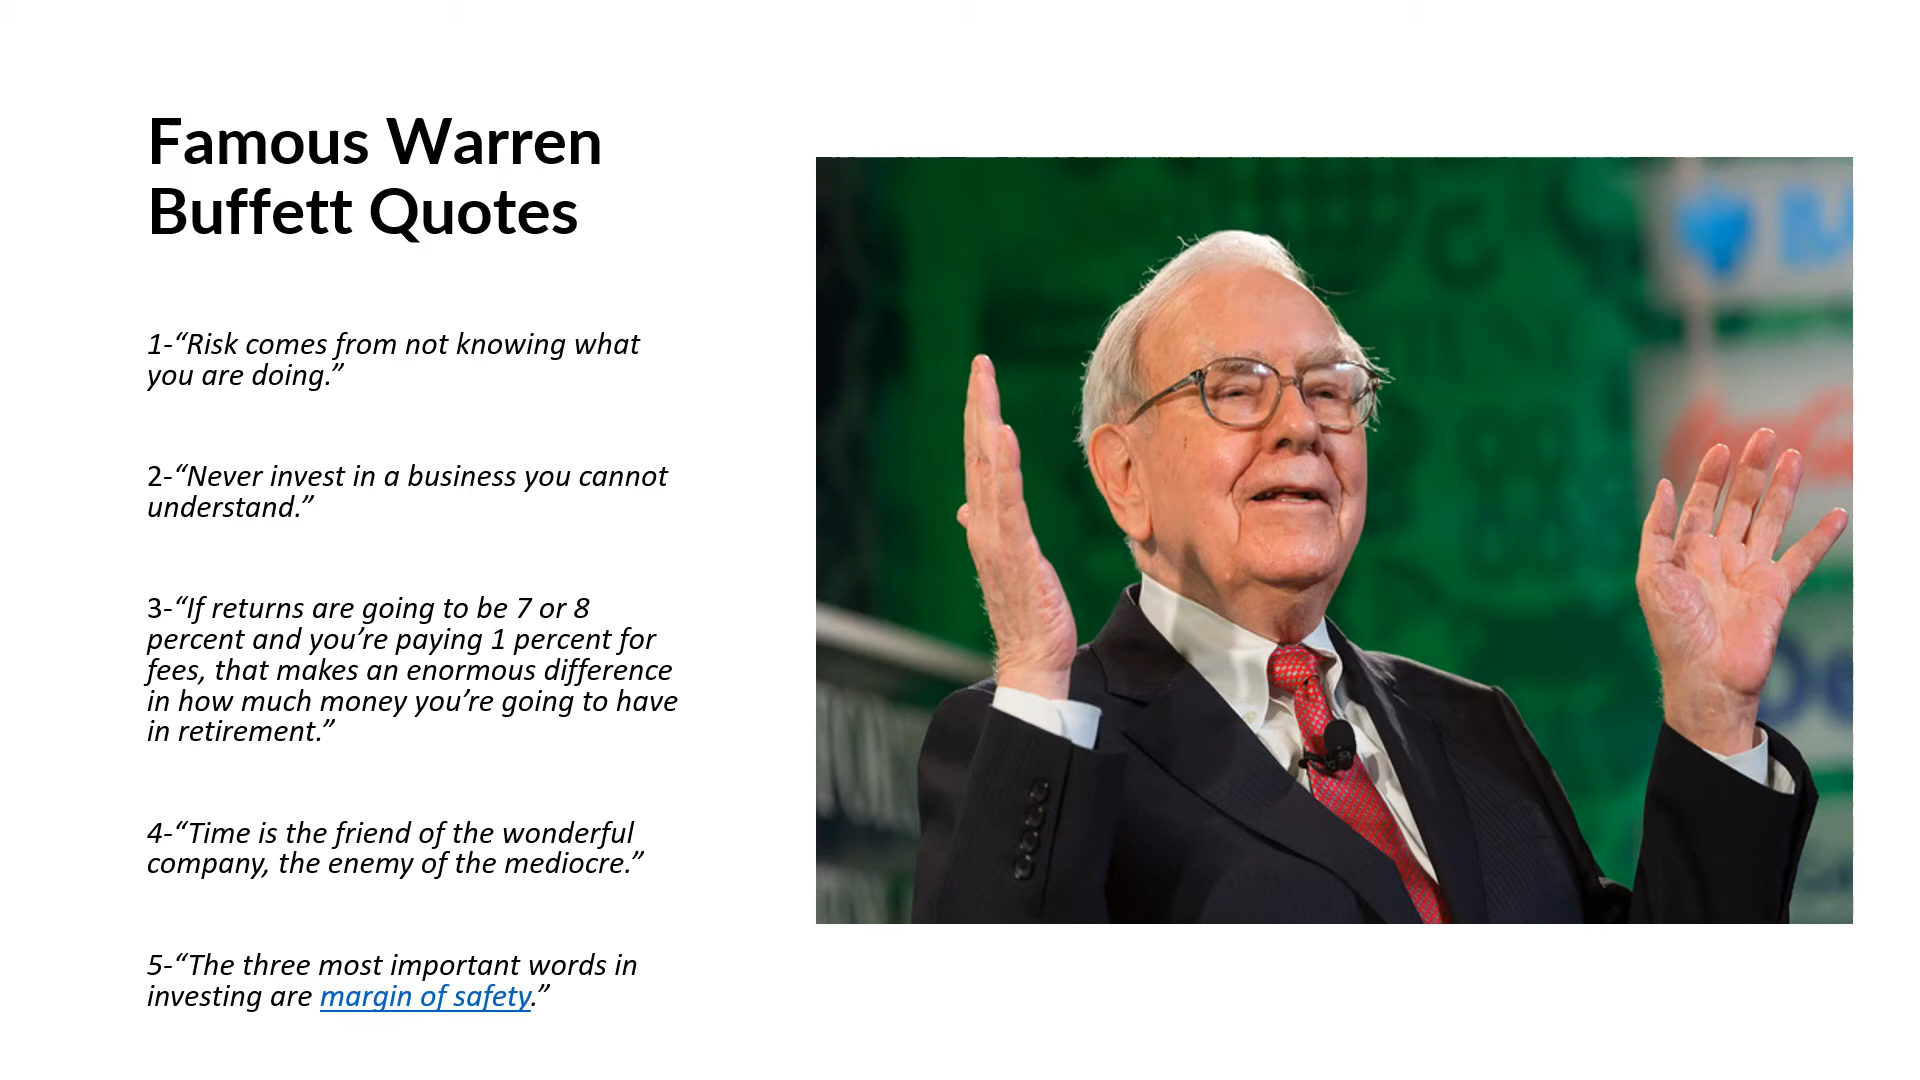 Famous Warren
Buffett Quotes
1-“Risk comes from not knowing what
you are doing.”
2-“Never invest in a business you cannot
understand.”
3-“If returns are going to be 7 or 8
percent and you’re paying 1 percent for
fees, that makes an enormous difference
in how much money you’re going to have
in retirement.”
4-“Time is the friend of the wonderful
company, the enemy of the mediocre.”
5-“The three most important words in
investing are margin of safety.”